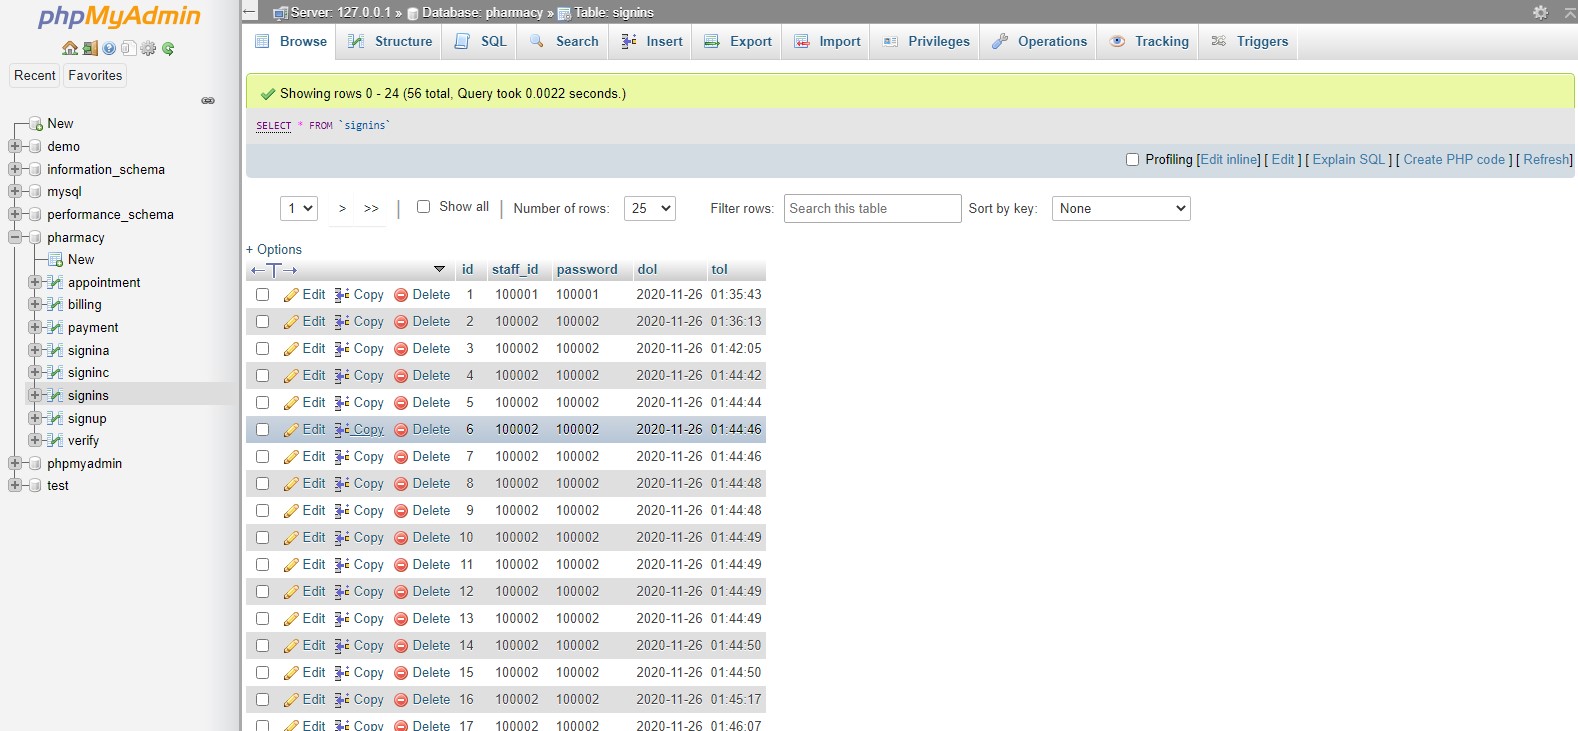 phpMyAdmin
Recent Favorites
New
demo
information_schema
mysql
performance_schema
pharmacy
New
appointment
billing
payment
signina
signinc
signins
signup
verify
phpmyadmin
test
Server: 127.0.0.1 » Database: pharmacy » Table: signins
Browse Structure SQL Search Insert Export Import Privileges Operations Tracking Triggers
Showing rows 0 - 24 (56 total, Query took 0.0022 seconds.)
SELECT * FROM `signins`
Profiling [Edit inline] [ Edit ] [ Explain SQL ] [ Create PHP code ] [ Refresh]
1 > >> | Show all | Number of rows: 25 Filter rows: Search this table Sort by key: None
+ Options
←T→ id staff_id password dol tol
Edit Copy Delete 1 100001 100001 2020-11-26 01:35:43
Edit Copy Delete 2 100002 100002 2020-11-26 01:36:13
Edit Copy Delete 3 100002 100002 2020-11-26 01:42:05
Edit Copy Delete 4 100002 100002 2020-11-26 01:44:42
Edit Copy Delete 5 100002 100002 2020-11-26 01:44:44
Edit Copy Delete 6 100002 100002 2020-11-26 01:44:46
Edit Copy Delete 7 100002 100002 2020-11-26 01:44:46
Edit Copy Delete 8 100002 100002 2020-11-26 01:44:48
Edit Copy Delete 9 100002 100002 2020-11-26 01:44:48
Edit Copy Delete 10 100002 100002 2020-11-26 01:44:49
Edit Copy Delete 11 100002 100002 2020-11-26 01:44:49
Edit Copy Delete 12 100002 100002 2020-11-26 01:44:49
Edit Copy Delete 13 100002 100002 2020-11-26 01:44:49
Edit Copy Delete 14 100002 100002 2020-11-26 01:44:50
Edit Copy Delete 15 100002 100002 2020-11-26 01:44:50
Edit Copy Delete 16 100002 100002 2020-11-26 01:45:17
Edit Copy Delete 17 100002 100002 2020-11-26 01:46:07